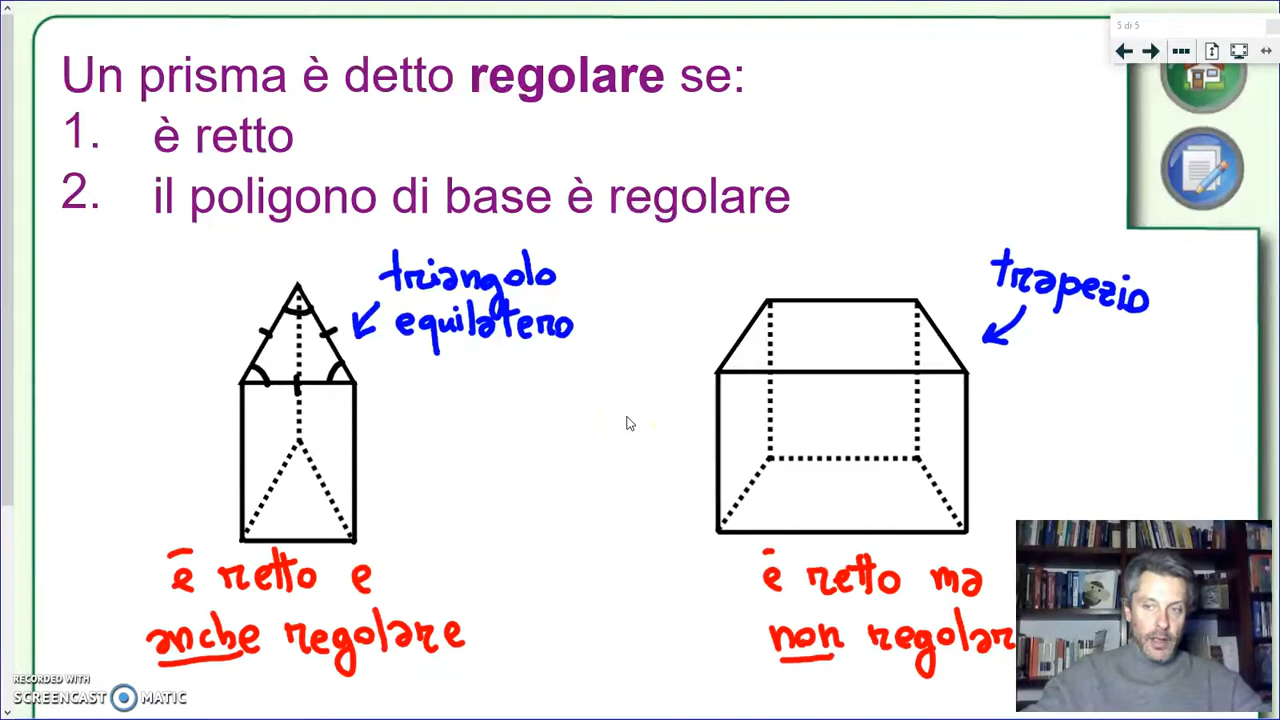 5 di 5
Un prisma è detto regolare se:
1. è retto
2. il poligono di base è regolare
triangolo
equilatero
trapezio
è retto e
anche regolare
è retto ma
non regolar
RECORDED WITH
SCREENCAST MATIC